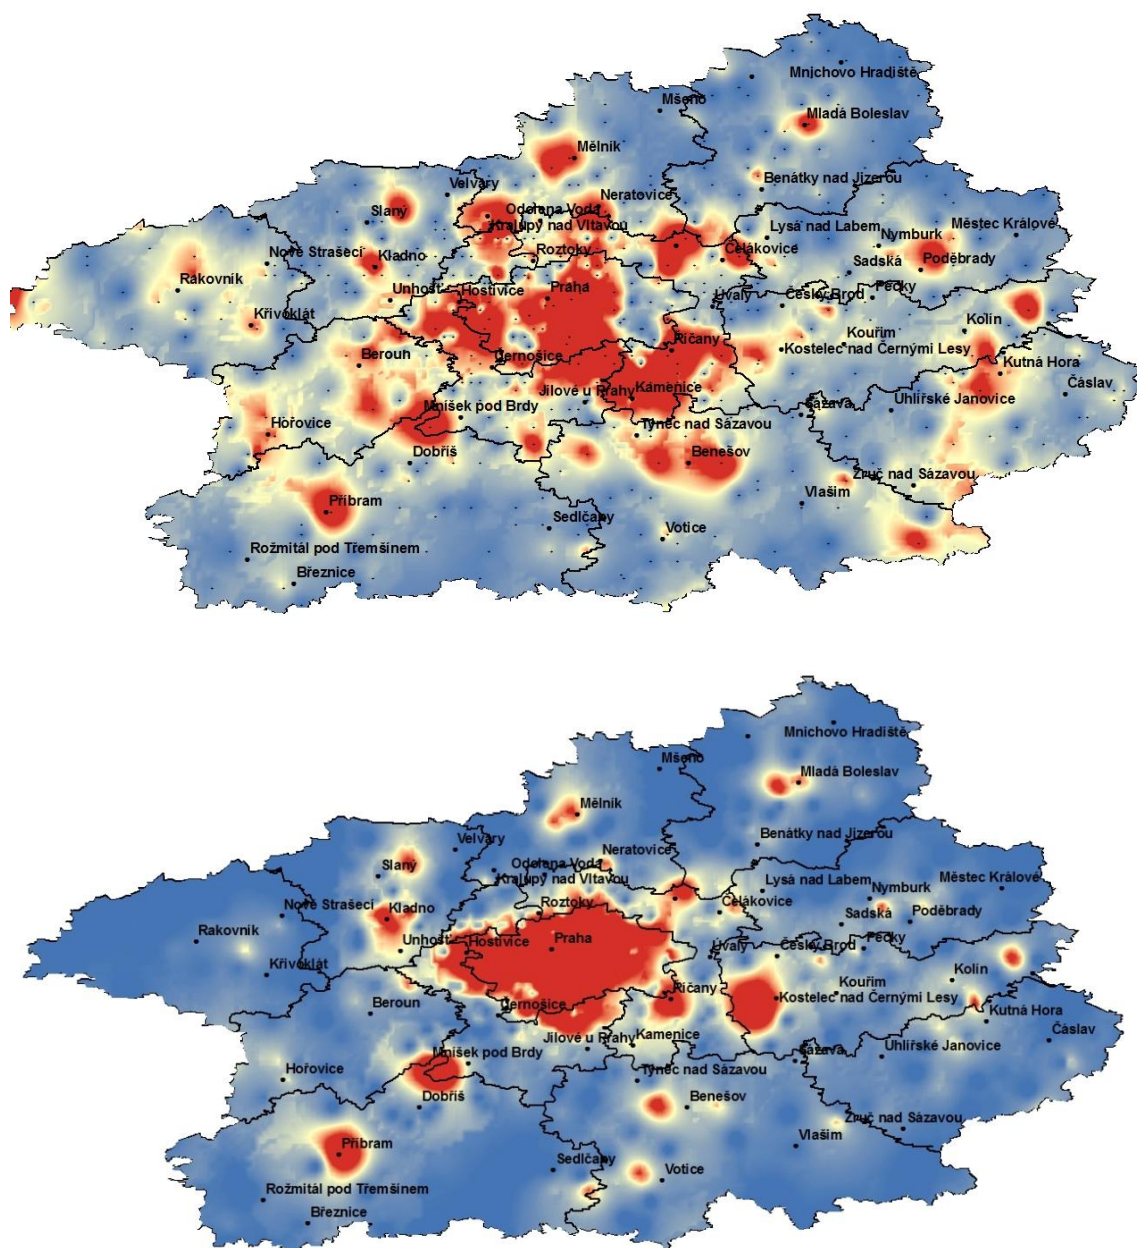 Mnichovo Hradiště
Mšeno
Mladá Boleslav
Mělník
Benátky nad Jizerou
Velvary
Neratovice
Odolena Voda
Slaný
Kralupy nad Vltavou
Lysá nad Labem
Městec Králové
Nymburk
Roztoky
Čelákovice
Nové Strašecí
Kladno
Sadská
Poděbrady
Rakovník
Unhošť
Hostivice
Praha
Úvaly
Český Brod
Pečky
Křivoklát
Kouřim
Kolín
Říčany
Beroun
Černošice
Kostelec nad Černými Lesy
Kutná Hora
Jílové u Prahy
Kamenice
Čáslav
Mníšek pod Brdy
Sázava
Uhlířské Janovice
Hořovice
Týnec nad Sázavou
Dobříš
Benešov
Zruč nad Sázavou
Příbram
Vlašim
Sedlčany
Votice
Rožmitál pod Třemšínem
Březnice
Mnichovo Hradiště
Mšeno
Mladá Boleslav
Mělník
Benátky nad Jizerou
Velvary
Neratovice
Odolena Voda
Slaný
Kralupy nad Vltavou
Lysá nad Labem
Městec Králové
Nymburk
Roztoky
Čelákovice
Nové Strašecí
Kladno
Sadská
Poděbrady
Rakovník
Unhošť
Hostivice
Praha
Úvaly
Český Brod
Pečky
Křivoklát
Kouřim
Kolín
Říčany
Beroun
Černošice
Kostelec nad Černými Lesy
Kutná Hora
Jílové u Prahy
Kamenice
Čáslav
Mníšek pod Brdy
Sázava
Uhlířské Janovice
Hořovice
Týnec nad Sázavou
Dobříš
Benešov
Zruč nad Sázavou
Příbram
Vlašim
Sedlčany
Votice
Rožmitál pod Třemšínem
Březnice